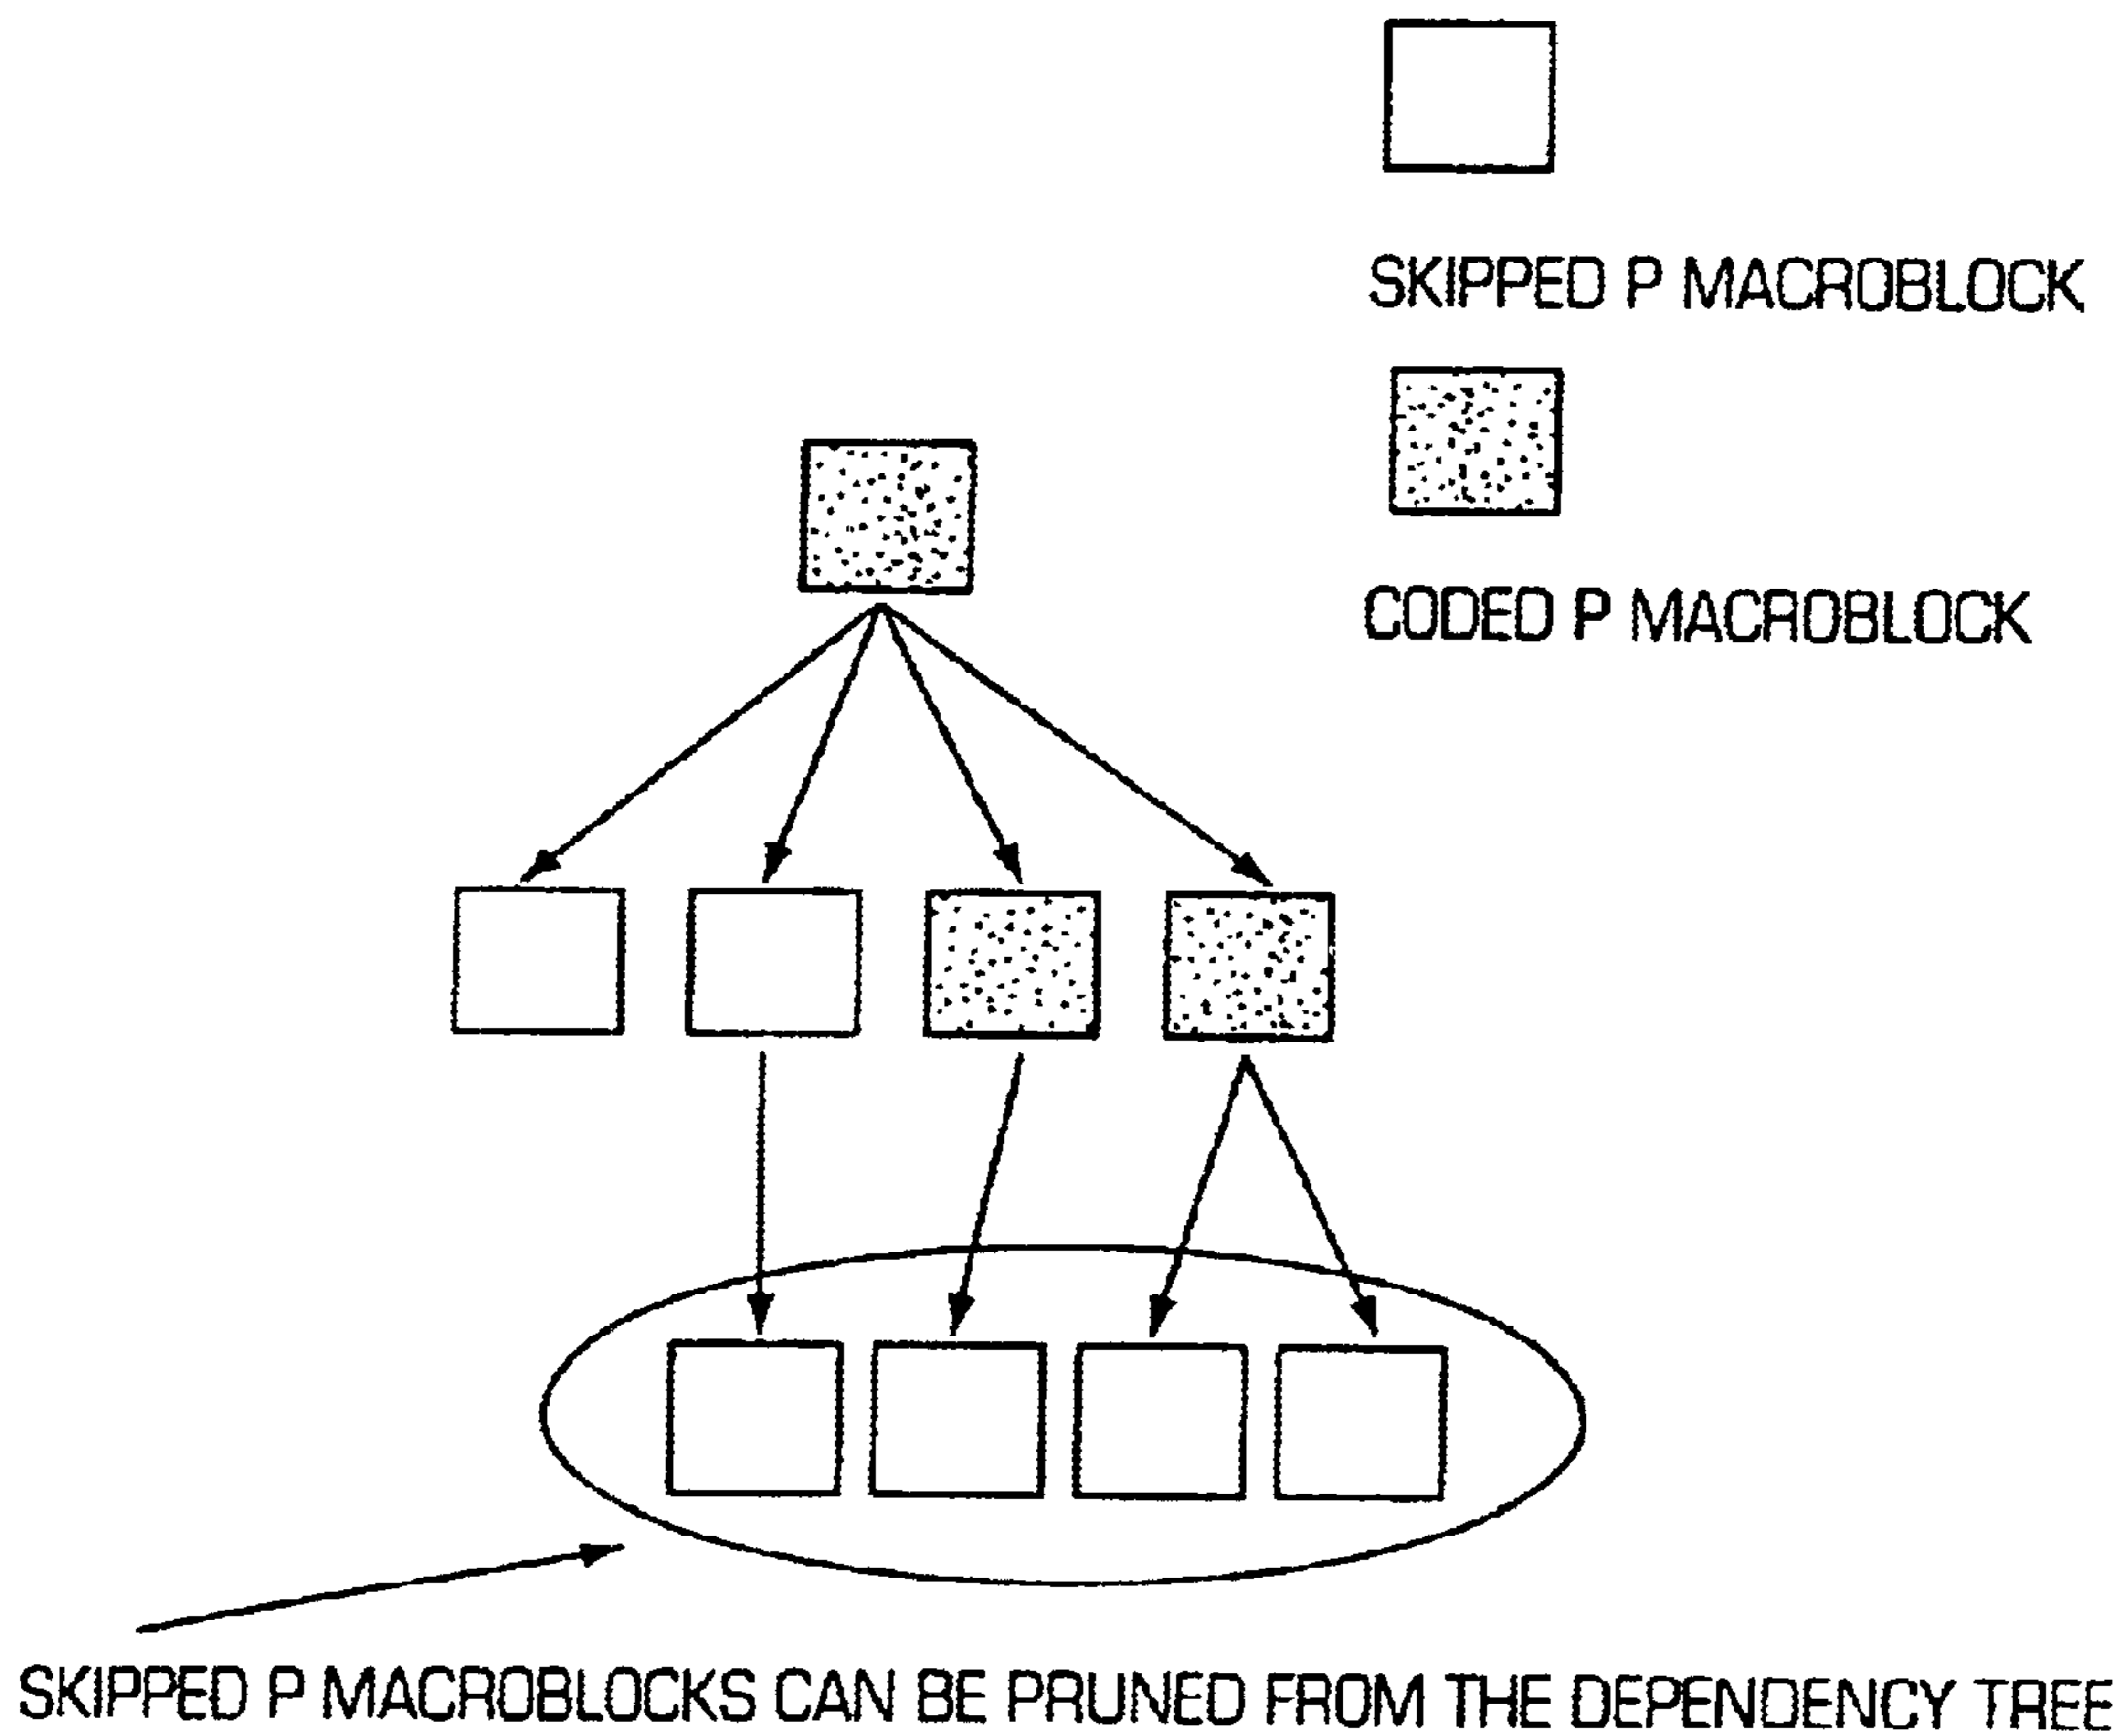 SKIPPED P MACROBLOCK
CODED P MACROBLOCK
SKIPPED P MACROBLOCKS CAN BE PRUNED FROM THE DEPENDENCY TREE